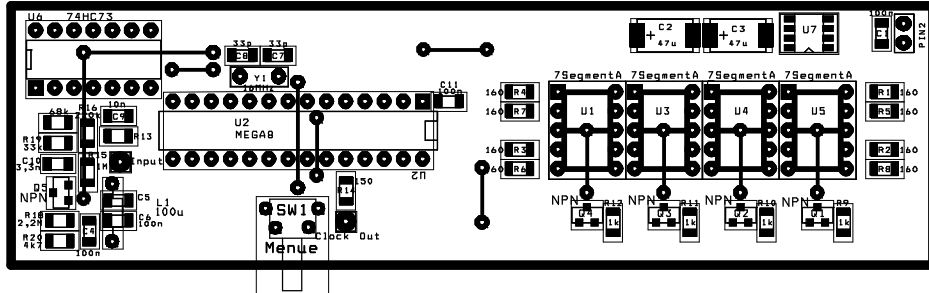 U6 74HC73
33p 33p
C8 C7
Y1
16MHz
C11
100n
U2
MEGA8
U2
68k
R16
10n
C9
R19
33k
R13
C10
3,3n
R15
1M
Input
Q5
NPN
C5
L1
100u
R18
2,2M
C6
100n
R20
4k7
C4
100n
150
R14
SW1
Clock Out
Menue
C2
47u
C3
47u
U7
100n
C1
PIN2
7SegmentA 7SegmentA 7SegmentA 7SegmentA
160 R4
160 R7
160 R3
160 R6
U1 U3 U4 U5
R1 160
R5 160
R2 160
R8 160
NPN R12 NPN R11 NPN R10 NPN R9
Q4 1k Q3 1k Q2 1k Q1 1k